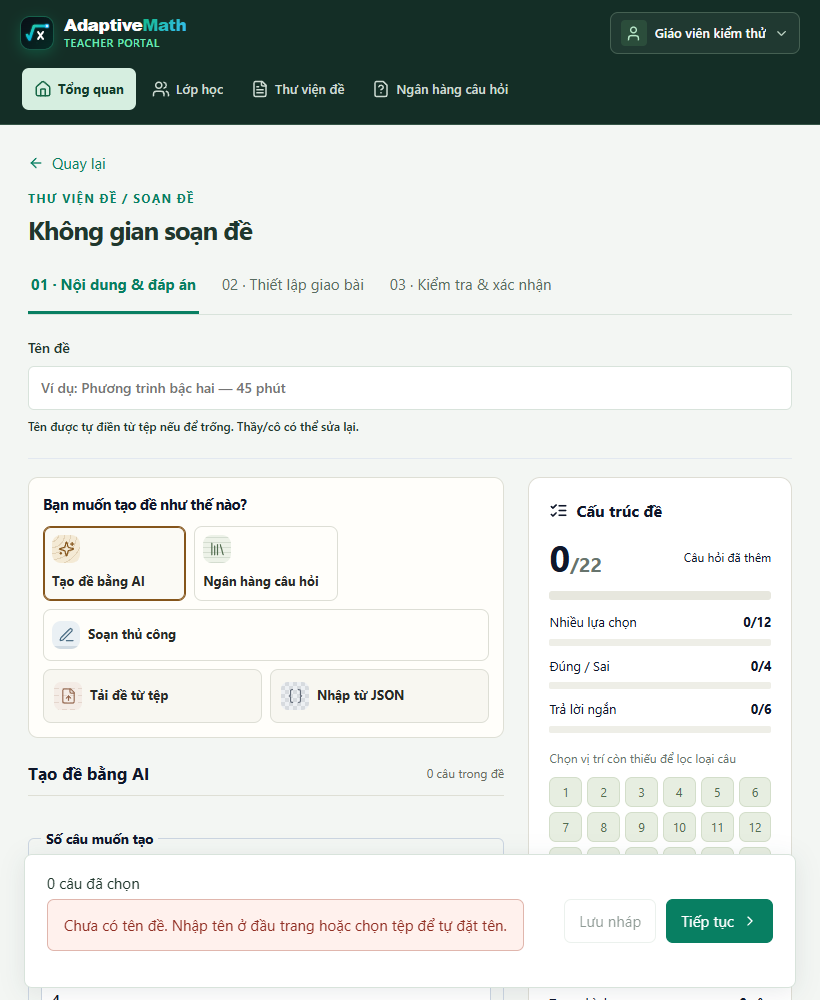 AdaptiveMath
TEACHER PORTAL
Giáo viên kiểm thử
Tổng quan
Lớp học
Thư viện đề
Ngân hàng câu hỏi
Quay lại
THƯ VIỆN ĐỀ / SOẠN ĐỀ
Không gian soạn đề
01 · Nội dung & đáp án
02 · Thiết lập giao bài
03 · Kiểm tra & xác nhận
Tên đề
Ví dụ: Phương trình bậc hai — 45 phút
Tên được tự điền từ tệp nếu để trống. Thầy/cô có thể sửa lại.
Bạn muốn tạo đề như thế nào?
Tạo đề bằng AI
Ngân hàng câu hỏi
Soạn thủ công
Tải đề từ tệp
Nhập từ JSON
Tạo đề bằng AI
0 câu trong đề
Số câu muốn tạo
Cấu trúc đề
0/22
Câu hỏi đã thêm
Nhiều lựa chọn 0/12
Đúng / Sai 0/4
Trả lời ngắn 0/6
Chọn vị trí còn thiếu để lọc loại câu
1 2 3 4 5 6
7 8 9 10 11 12
0 câu đã chọn
Chưa có tên đề. Nhập tên ở đầu trang hoặc chọn tệp để tự đặt tên.
Lưu nháp
Tiếp tục